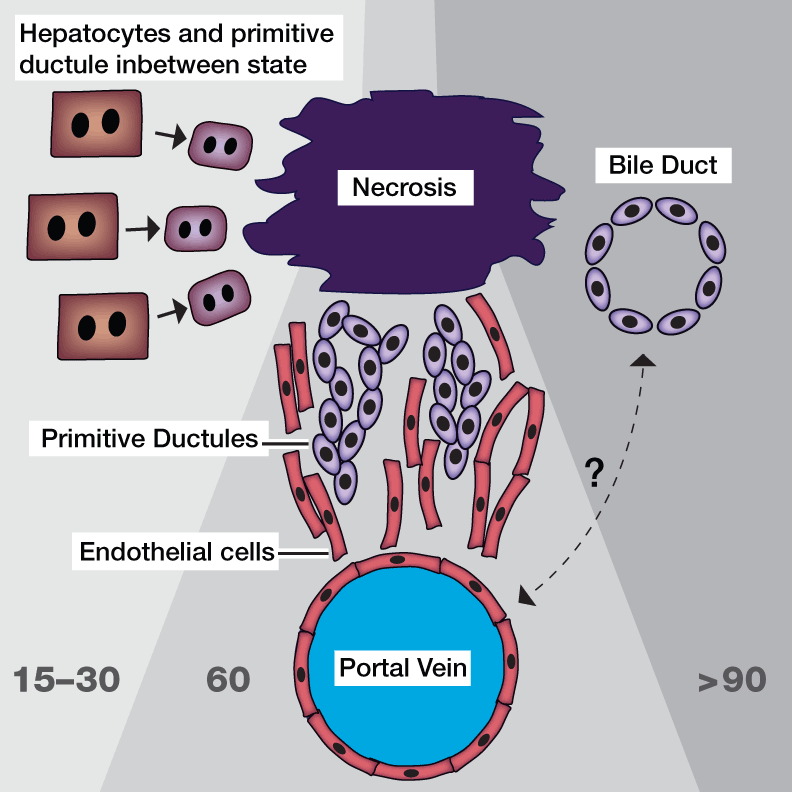 Hepatocytes and primitive
ductule inbetween state
Necrosis
Bile Duct
Primitive Ductules
?
Endothelial cells
Portal Vein
15–30
60
>90